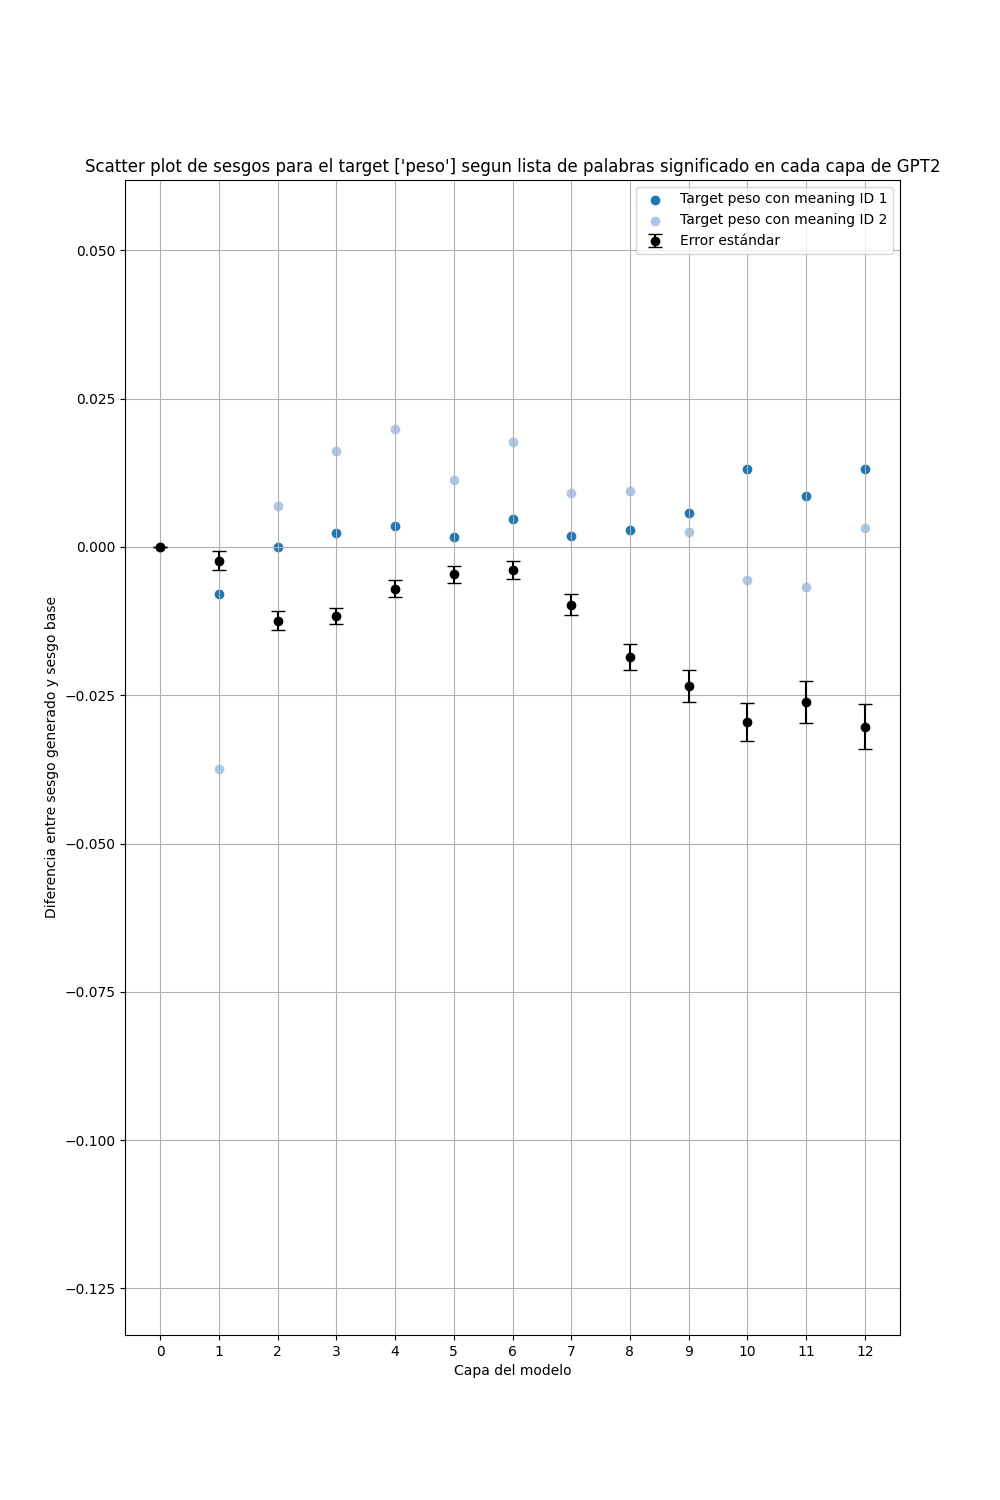 Scatter plot de sesgos para el target ['peso'] segun lista de palabras significado en cada capa de GPT2
Target peso con meaning ID 1
Target peso con meaning ID 2
Error estándar
0.050
0.025
0.000
−0.025
−0.050
−0.075
−0.100
−0.125
Diferencia entre sesgo generado y sesgo base
0 1 2 3 4 5 6 7 8 9 10 11 12
Capa del modelo